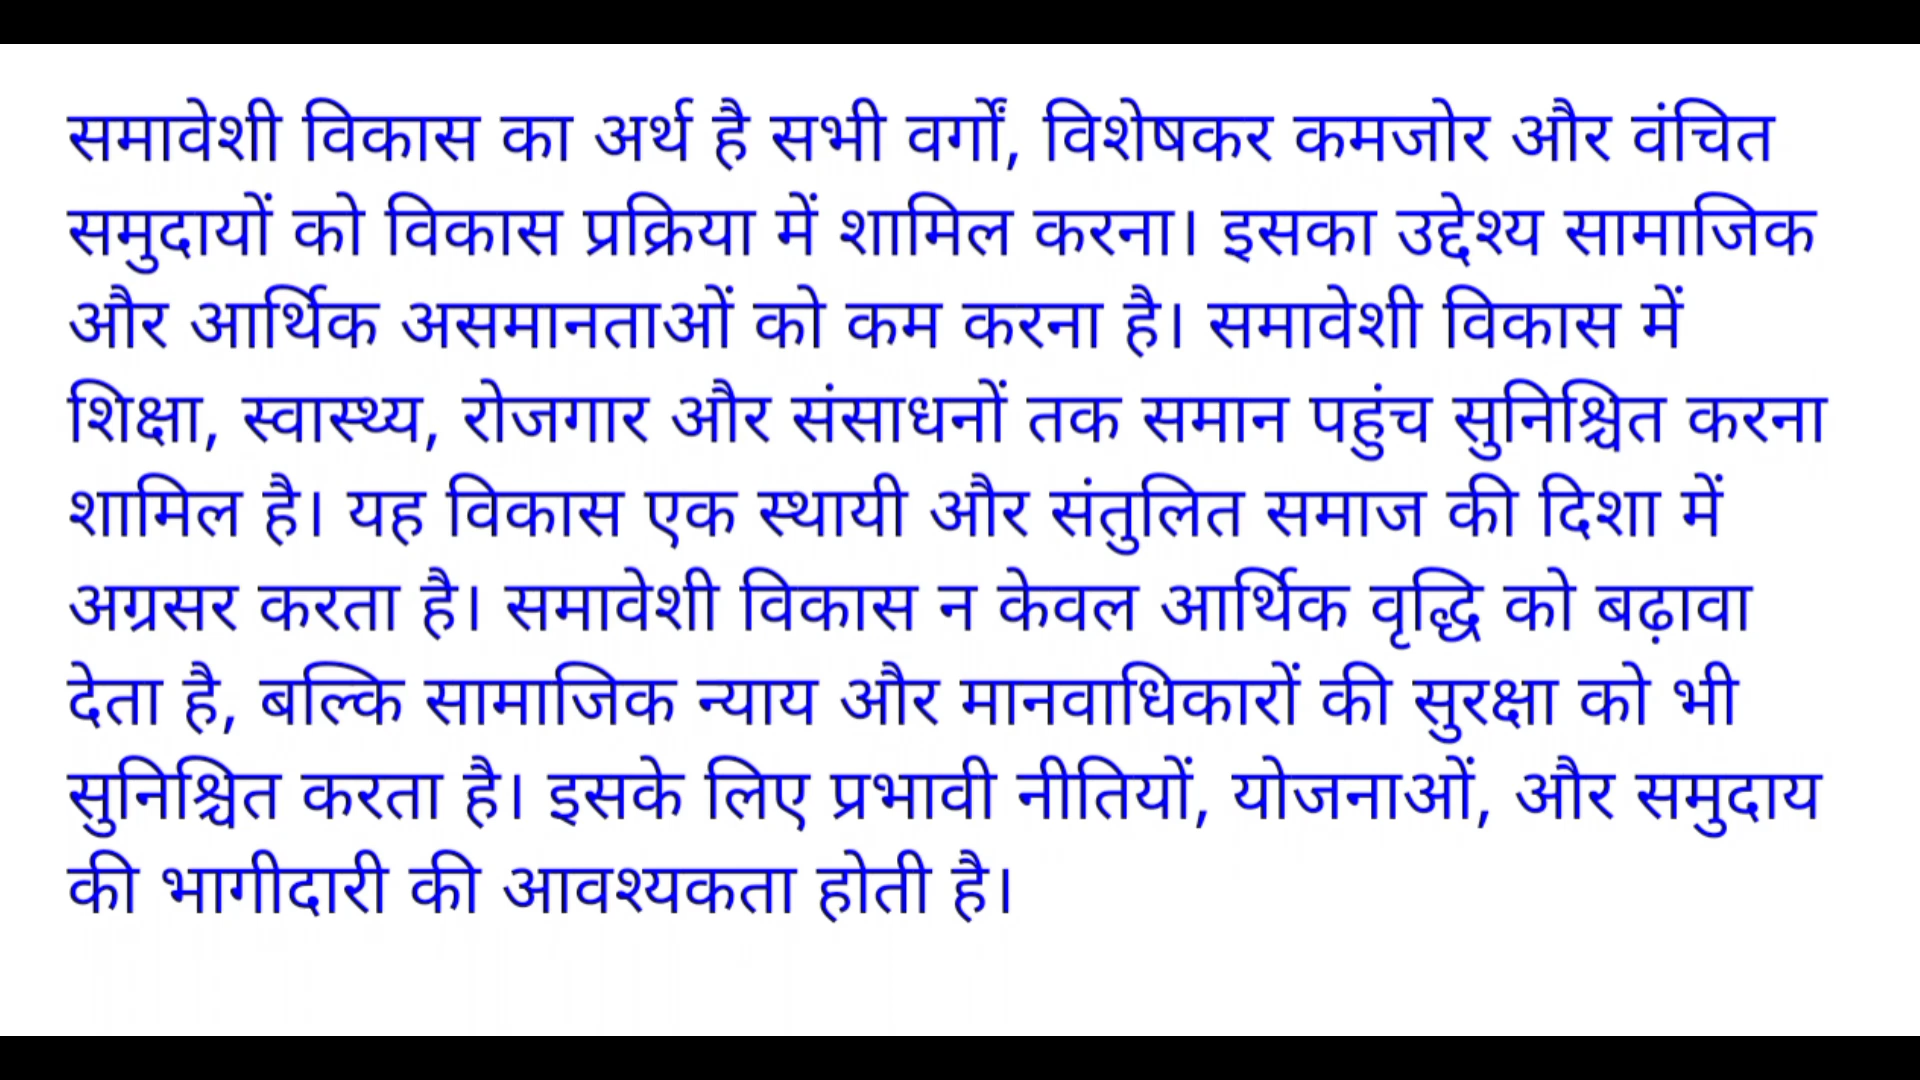 समावेशी विकास का अर्थ है सभी वर्गों, विशेषकर कमजोर और वंचित
समुदायों को विकास प्रक्रिया में शामिल करना। इसका उद्देश्य सामाजिक
और आर्थिक असमानताओं को कम करना है। समावेशी विकास में
शिक्षा, स्वास्थ्य, रोजगार और संसाधनों तक समान पहुंच सुनिश्चित करना
शामिल है। यह विकास एक स्थायी और संतुलित समाज की दिशा में
अग्रसर करता है। समावेशी विकास न केवल आर्थिक वृद्धि को बढ़ावा
देता है, बल्कि सामाजिक न्याय और मानवाधिकारों की सुरक्षा को भी
सुनिश्चित करता है। इसके लिए प्रभावी नीतियों, योजनाओं, और समुदाय
की भागीदारी की आवश्यकता होती है।